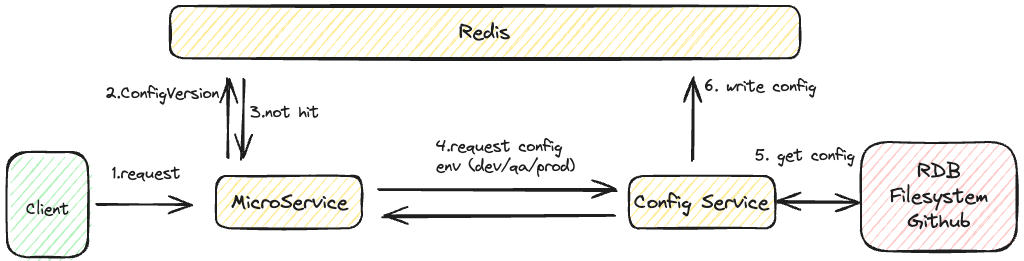 Redis
2.ConfigVersion
3.not hit
6. write config
1.request
4.request config
env (dev/qa/prod)
5. get config
Client
MicroService
Config Service
RDB
Filesystem
Github